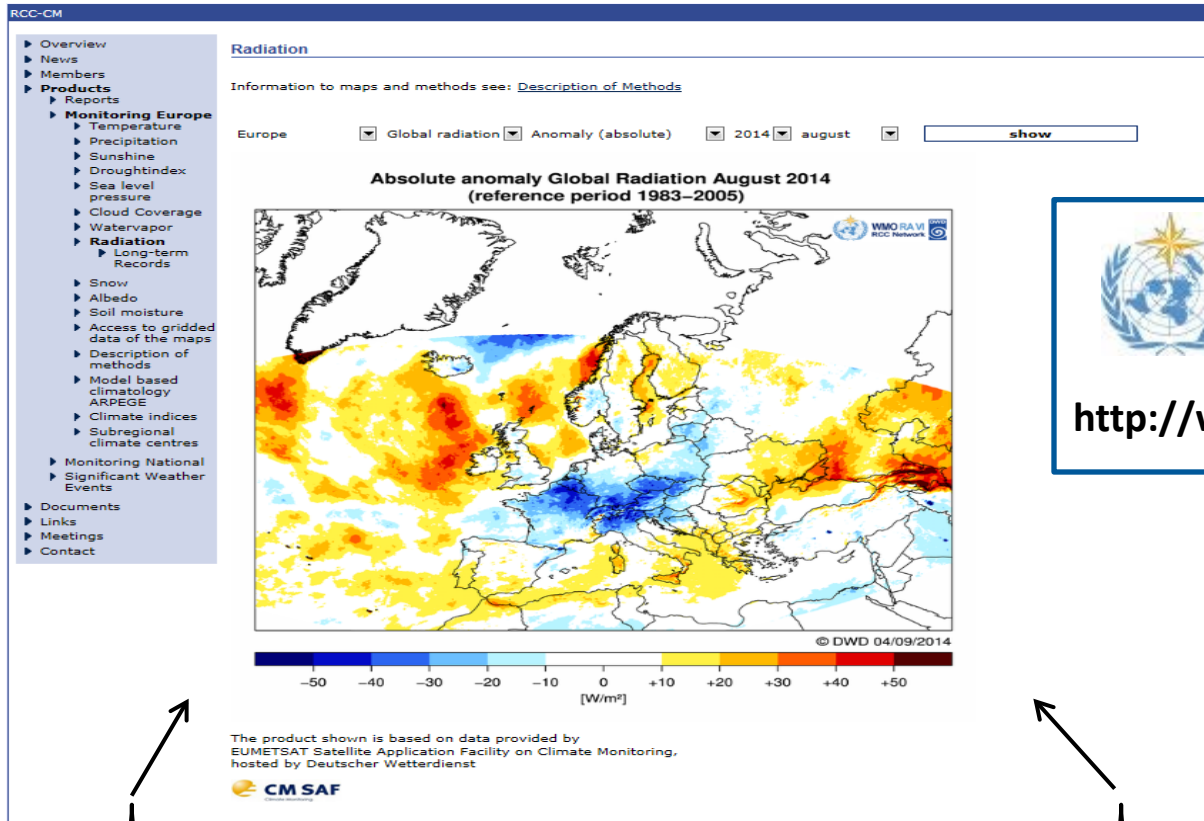 RCC-CM
Overview
News
Members
Products
Reports
Monitoring Europe
Temperature
Precipitation
Sunshine
Droughtindex
Sea level
pressure
Cloud Coverage
Watervapor
Radiation
Long-term
Records
Snow
Albedo
Soil moisture
Access to gridded
data of the maps
Description of
methods
Model based
climatology
ARPEGE
Climate indices
Subregional
climate centres
Monitoring National
Significant Weather
Events
Documents
Links
Meetings
Contact
Radiation
Information to maps and methods see: Description of Methods
Europe Global radiation Anomaly (absolute) 2014 august show
Absolute anomaly Global Radiation August 2014
(reference period 1983–2005)
WMO RA VI
RCC Network
DWD
© DWD 04/09/2014
−50 −40 −30 −20 −10 0 +10 +20 +30 +40 +50
[W/m²]
The product shown is based on data provided by
EUMETSAT Satellite Application Facility on Climate Monitoring,
hosted by Deutscher Wetterdienst
CM SAF
Climate Monitoring
http://w